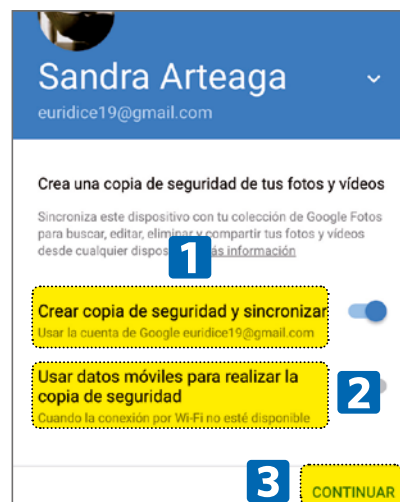 Sandra Arteaga
euridice19@gmail.com
Crea una copia de seguridad de tus fotos y vídeos
Sincroniza este dispositivo con tu colección de Google Fotos
para buscar, editar, eliminar y compartir tus fotos y vídeos
desde cualquier ás información
1
Crear copia de seguridad y sincronizar
Usar la cuenta de Google euridice19@gmail.com
Usar datos móviles para realizar la
copia de seguridad
Cuando la conexión por Wi-Fi no esté disponible
2
3
CONTINUAR